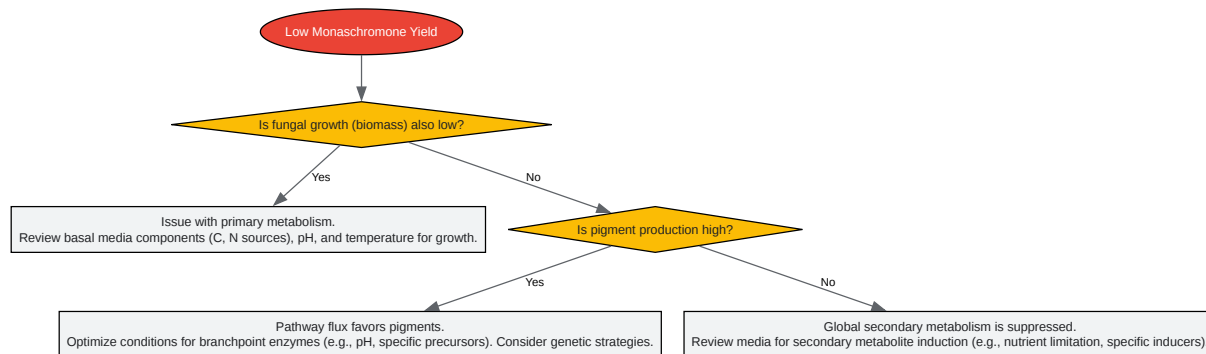 Low Monaschromone Yield
Is fungal growth (biomass) also low?
Yes
No
Issue with primary metabolism.
Review basal media components (C, N sources), pH, and temperature for growth.
Is pigment production high?
Yes
No
Pathway flux favors pigments.
Optimize conditions for branchpoint enzymes (e.g., pH, specific precursors). Consider genetic strategies.
Global secondary metabolism is suppressed.
Review media for secondary metabolite induction (e.g., nutrient limitation, specific inducers)